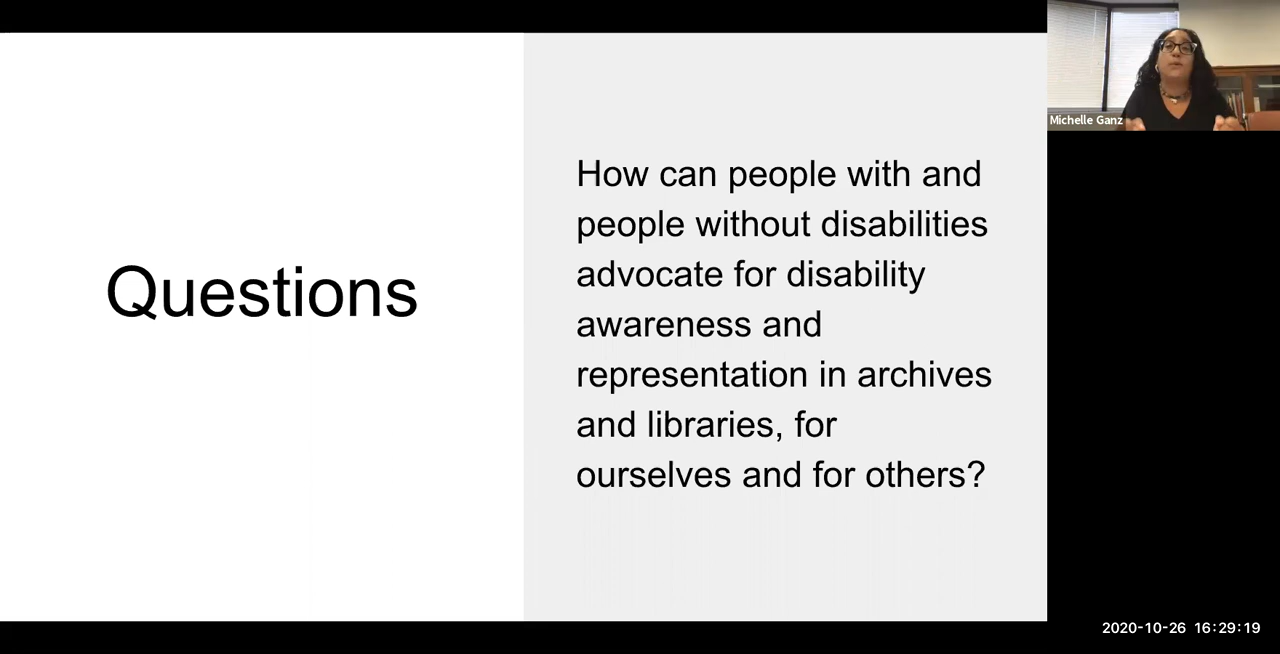 Questions
How can people with and
people without disabilities
advocate for disability
awareness and
representation in archives
and libraries, for
ourselves and for others?
Michelle Ganz
2020-10-26 16:29:19